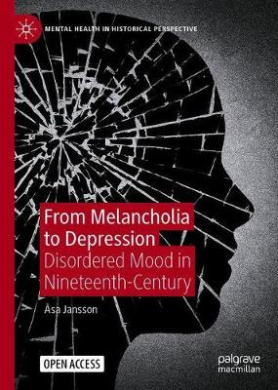 MENTAL HEALTH IN HISTORICAL PERSPECTIVE
From Melancholia
to Depression
Disordered Mood in
Nineteenth-Century
Åsa Jansson
OPEN ACCESS
palgrave
macmillan